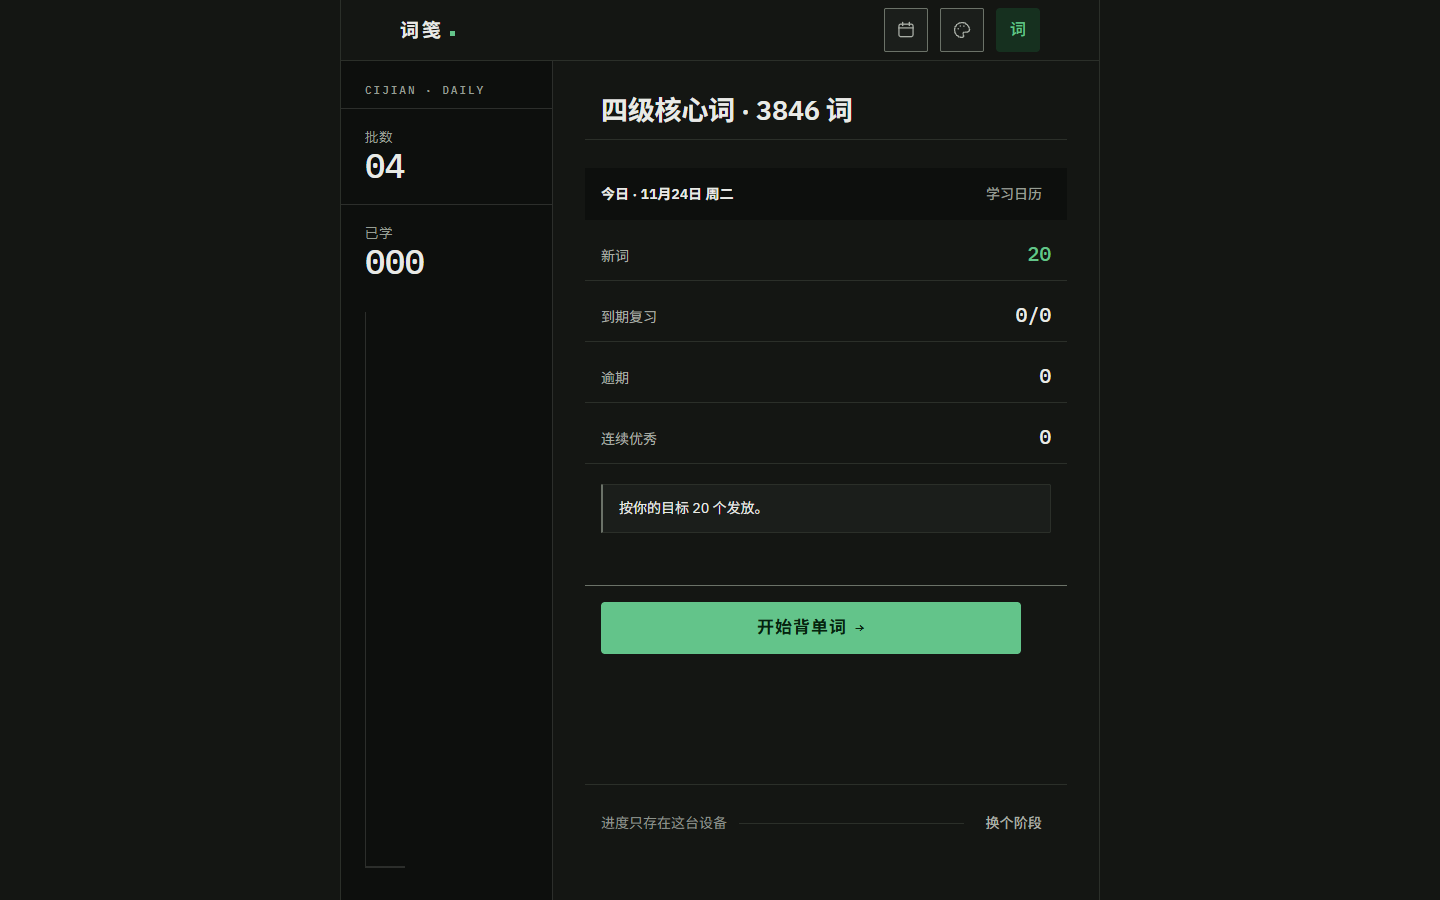 词笺
词
CIJIAN · DAILY
批数
04
已学
000
四级核心词 · 3846 词
今日 · 11月24日 周二
学习日历
新词
20
到期复习
0/0
逾期
0
连续优秀
0
按你的目标 20 个发放。
开始背单词 →
进度只存在这台设备
换个阶段